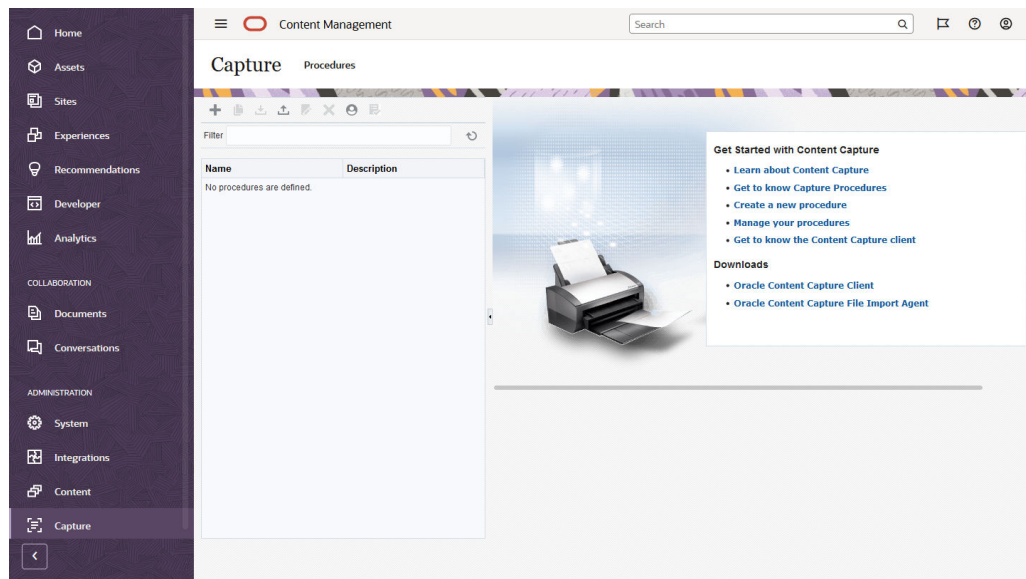 Home
Assets
Sites
Experiences
Recommendations
Developer
Analytics
COLLABORATION
Documents
Conversations
ADMINISTRATION
System
Integrations
Content
Capture
Content Management
Search
Capture Procedures
Filter
Name Description
No procedures are defined.
Get Started with Content Capture
• Learn about Content Capture
• Get to know Capture Procedures
• Create a new procedure
• Manage your procedures
• Get to know the Content Capture client
Downloads
• Oracle Content Capture Client
• Oracle Content Capture File Import Agent